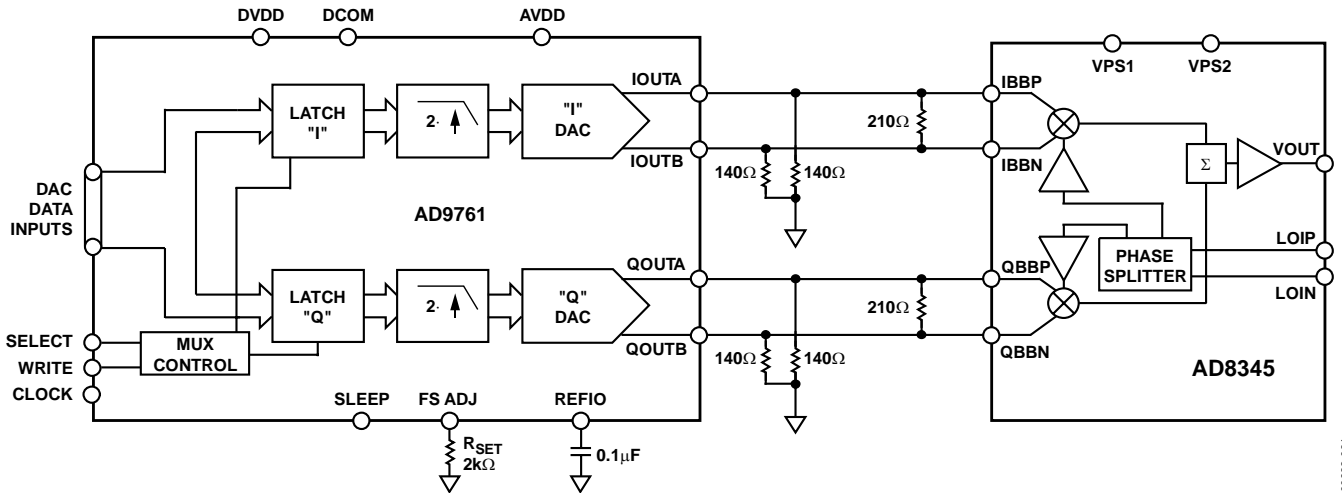 DVDD
DCOM
AVDD
VPS1
VPS2
LATCH
"I"
2·
"I"
DAC
IOUTA
IOUTB
210Ω
140Ω
140Ω
IBBP
IBBN
Σ
VOUT
DAC
DATA
INPUTS
AD9761
LATCH
"Q"
2·
"Q"
DAC
QOUTA
QOUTB
210Ω
140Ω
140Ω
QBBP
QBBN
PHASE
SPLITTER
LOIP
LOIN
AD8345
SELECT
WRITE
CLOCK
MUX
CONTROL
SLEEP
FS ADJ
REFIO
RSET
2kΩ
0.1μF